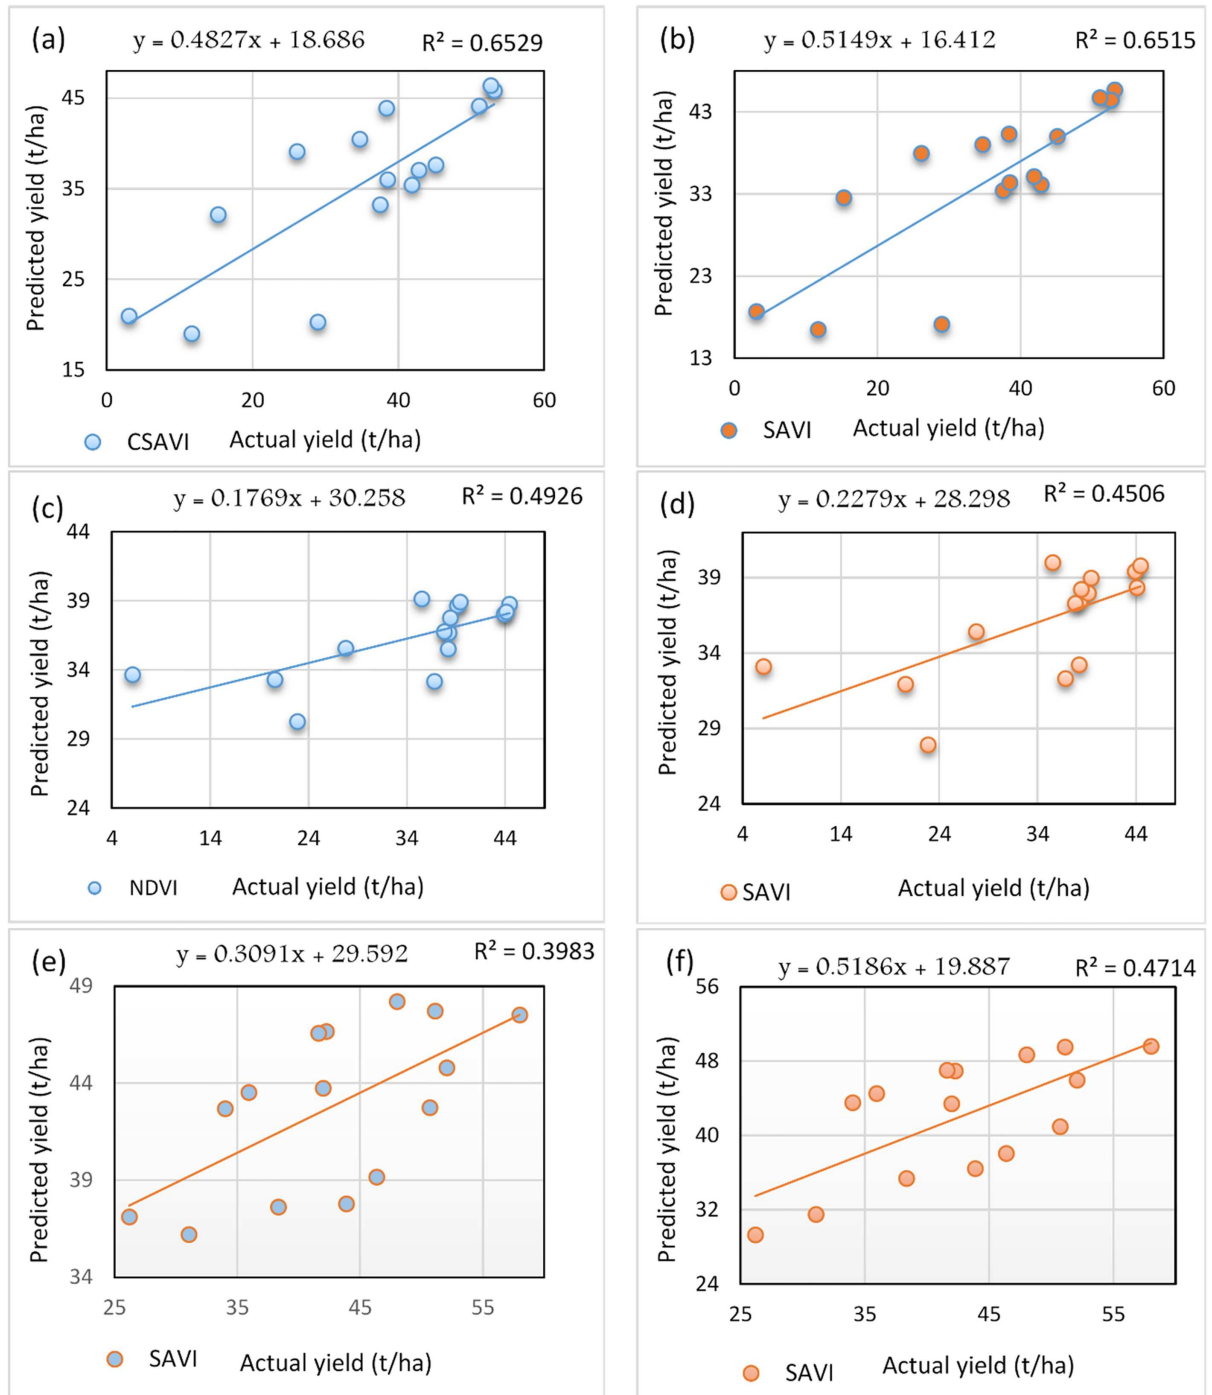 (a) y = 0.4827x + 18.686 R² = 0.6529
Predicted yield (t/ha)
45
35
25
15
0 20 40 60
CSAVI Actual yield (t/ha)
(b) y = 0.5149x + 16.412 R² = 0.6515
Predicted yield (t/ha)
43
33
23
13
0 20 40 60
SAVI Actual yield (t/ha)
(c) y = 0.1769x + 30.258 R² = 0.4926
Predicted yield (t/ha)
44
39
34
29
24
4 14 24 34 44
NDVI Actual yield (t/ha)
(d) y = 0.2279x + 28.298 R² = 0.4506
Predicted yield (t/ha)
39
34
29
24
4 14 24 34 44
SAVI Actual yield (t/ha)
(e) y = 0.3091x + 29.592 R² = 0.3983
Predicted yield (t/ha)
49
44
39
34
25 35 45 55
SAVI Actual yield (t/ha)
(f) y = 0.5186x + 19.887 R² = 0.4714
Predicted yield (t/ha)
56
48
40
32
24
25 35 45 55
SAVI Actual yield (t/ha)